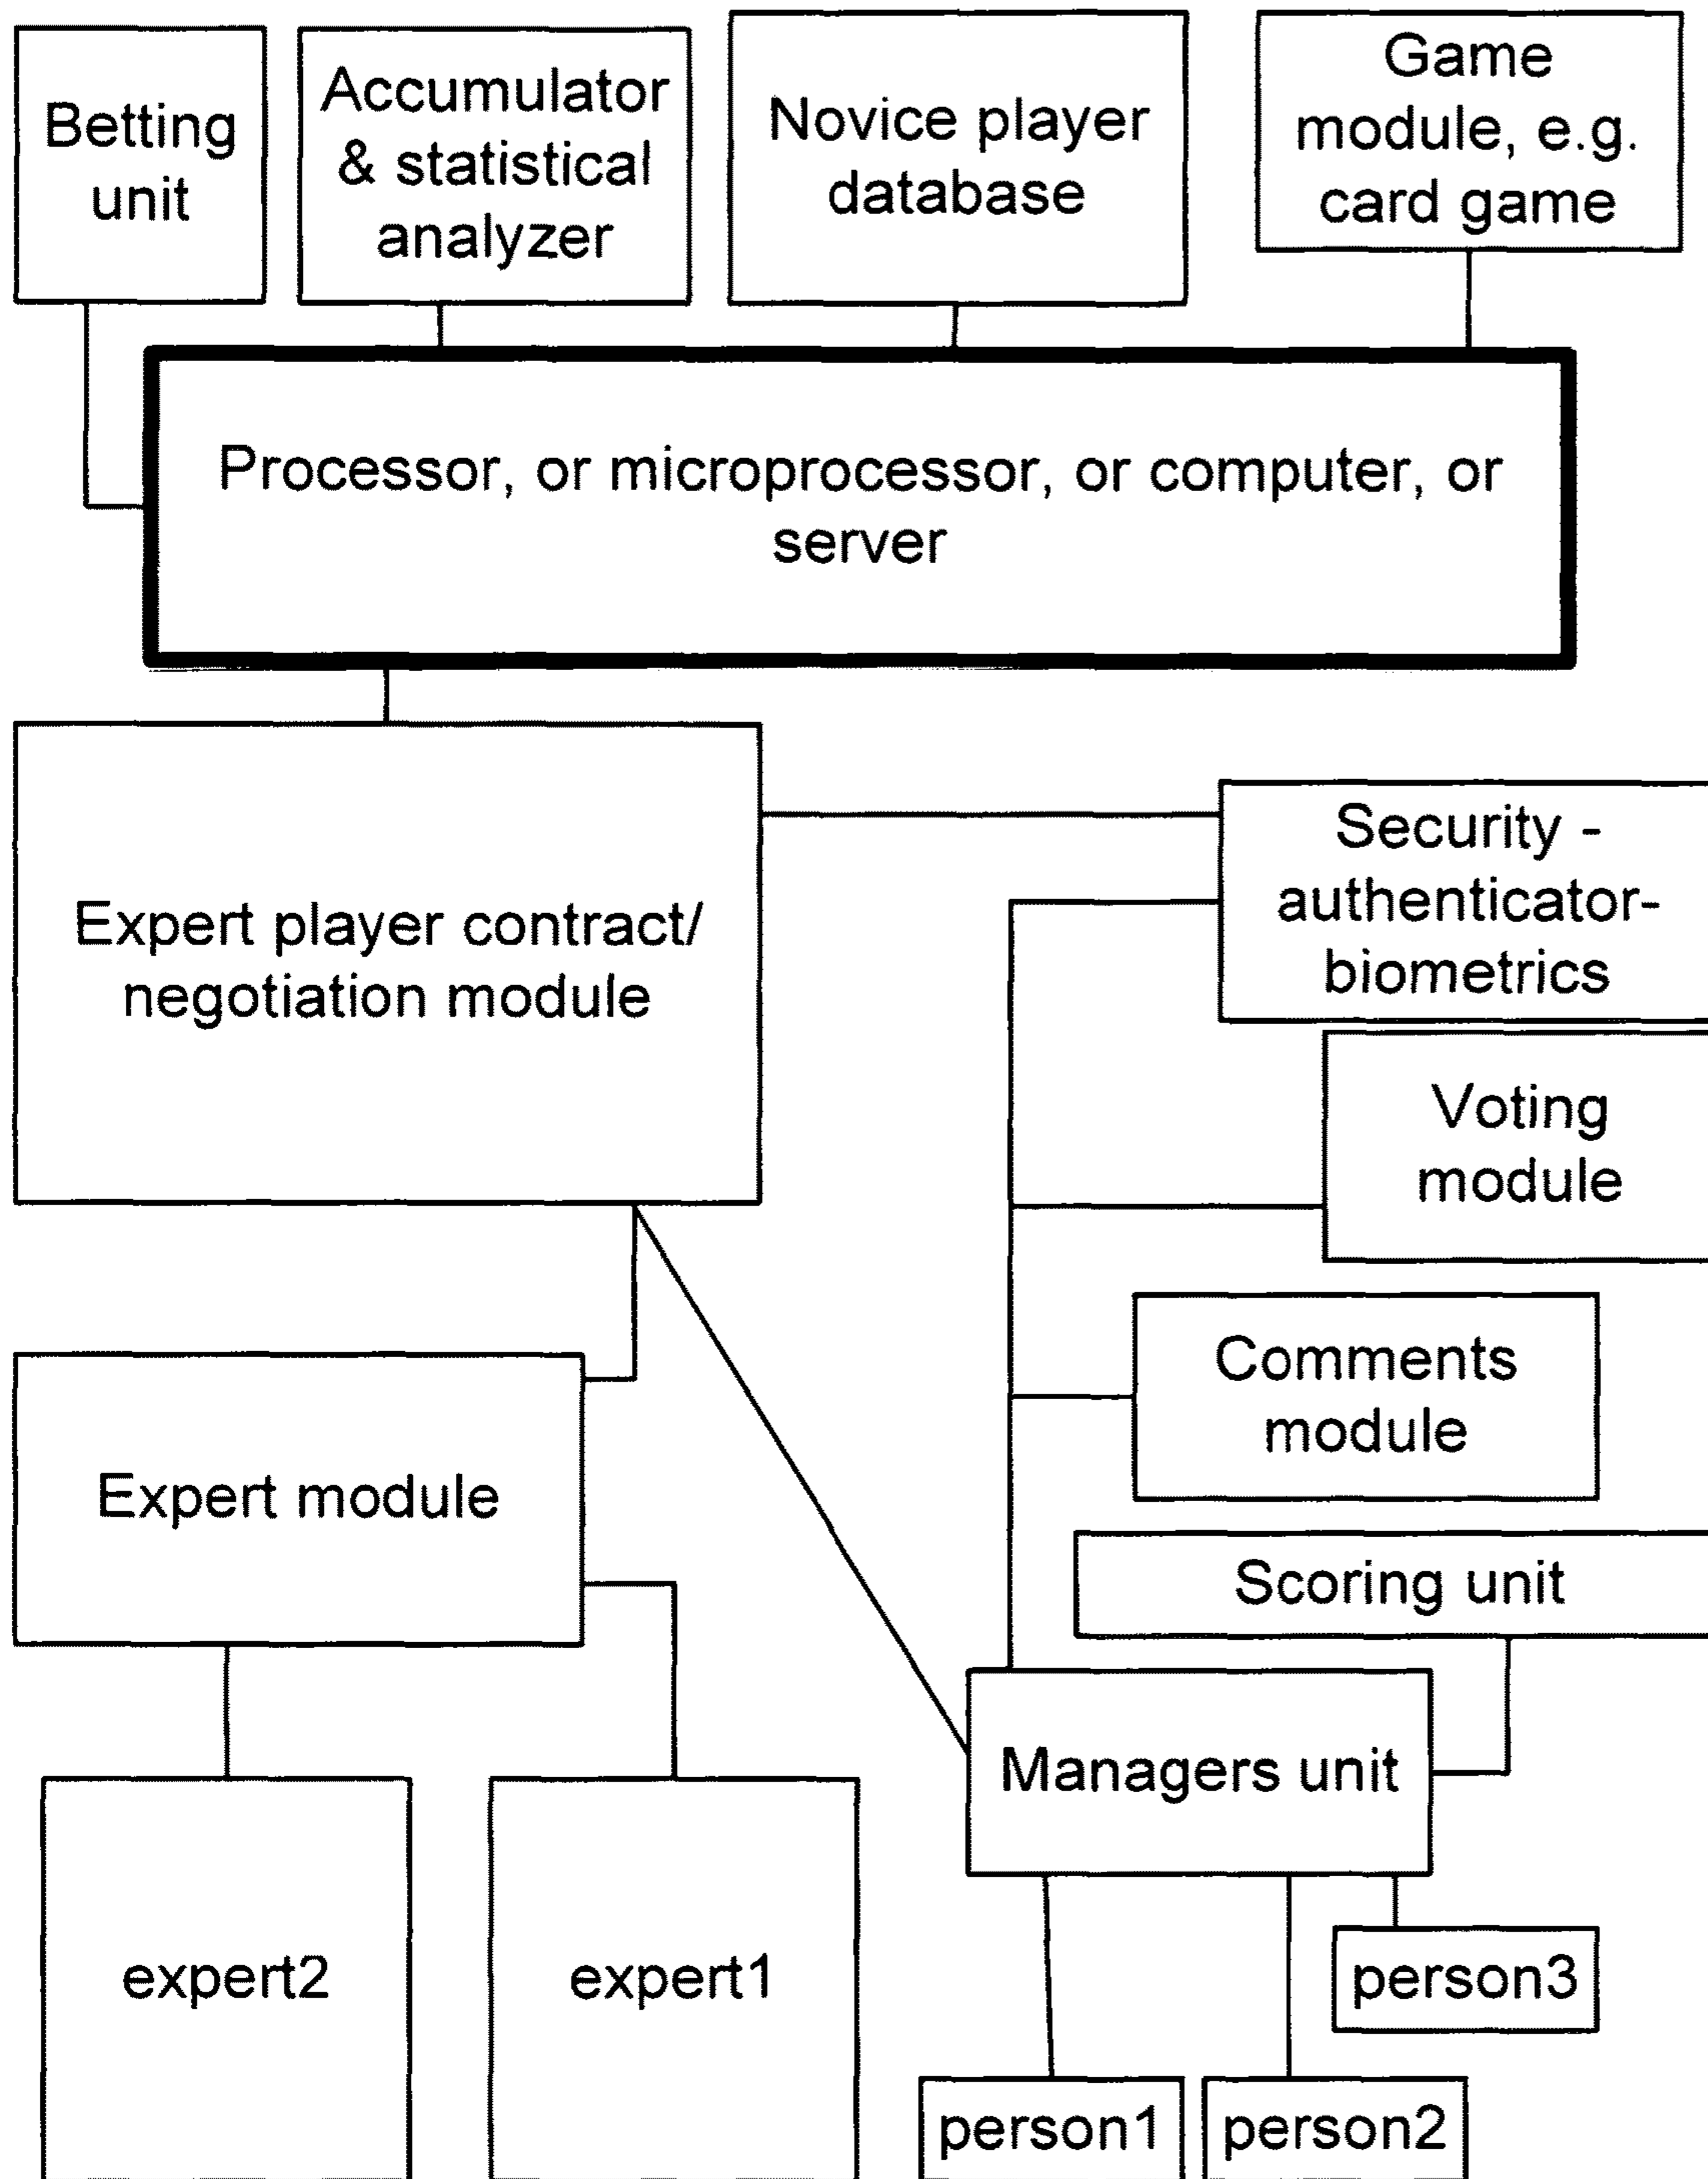 Betting
unit
Accumulator
& statistical
analyzer
Novice player
database
Game
module, e.g.
card game
Processor, or microprocessor, or computer, or
server
Expert player contract/
negotiation module
Security -
authenticator-
biometrics
Voting
module
Comments
module
Expert module
Scoring unit
Managers unit
expert2
expert1
person3
person1
person2